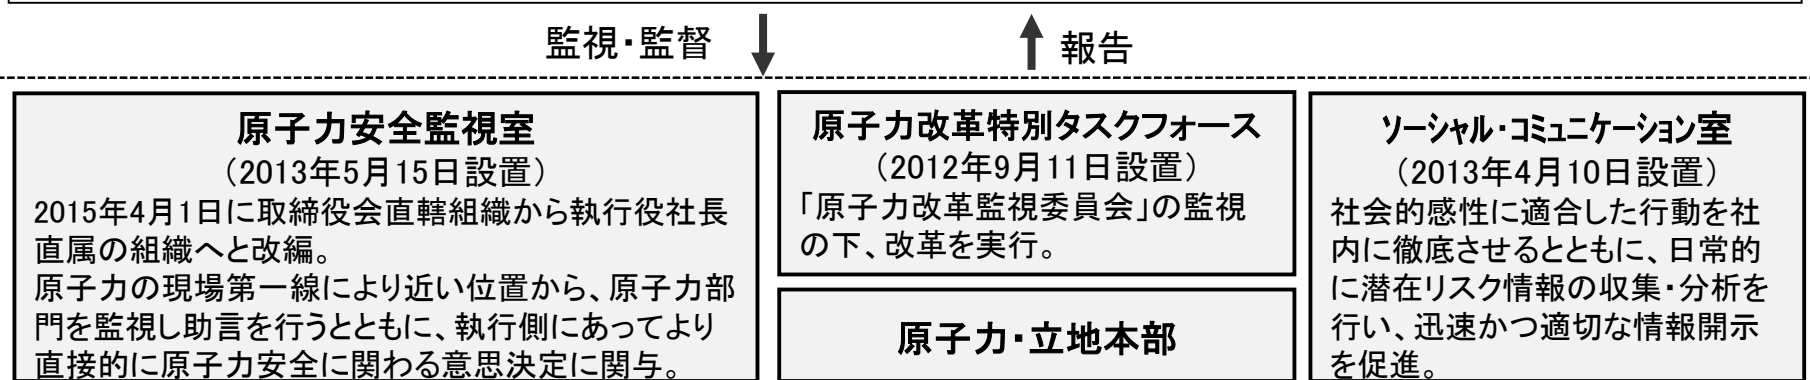 監視・監督
報告
原子力安全監視室
（2013年5月15日設置）
2015年4月1日に取締役会直轄組織から執行役社長
直属の組織へと改編。
原子力の現場第一線により近い位置から、原子力部
門を監視し助言を行うとともに、執行側にあってより
直接的に原子力安全に関わる意思決定に関与。
原子力改革特別タスクフォース
（2012年9月11日設置）
「原子力改革監視委員会」の監視
の下、改革を実行。
原子力・立地本部
ソーシャル・コミュニケーション室
（2013年4月10日設置）
社会的感性に適合した行動を社
内に徹底させるとともに、日常的
に潜在リスク情報の収集・分析を
行い、迅速かつ適切な情報開示
を促進。